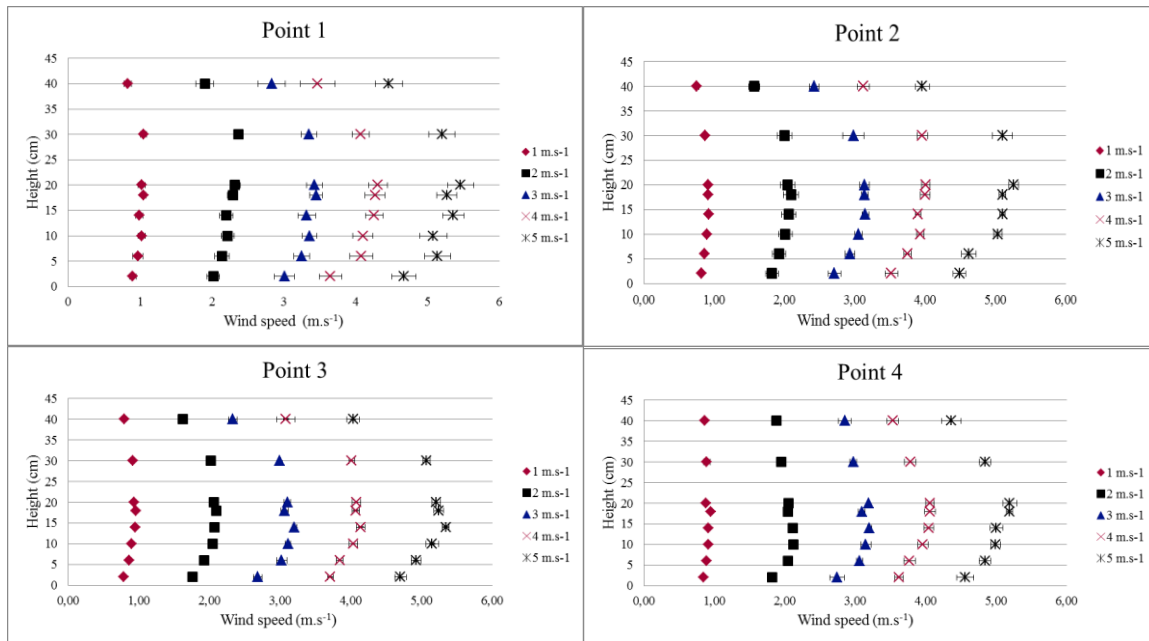 Point 1
45
40
35
30
25
20
15
10
5
0
Height (cm)
0 1 2 3 4 5 6
Wind speed (m.s-1)
1 m.s-1
2 m.s-1
3 m.s-1
4 m.s-1
5 m.s-1
Point 2
45
40
35
30
25
20
15
10
5
0
Height (cm)
0,00 1,00 2,00 3,00 4,00 5,00 6,00
Wind speed (m.s-1)
1 m.s-1
2 m.s-1
3 m.s-1
4 m.s-1
5 m.s-1
Point 3
45
40
35
30
25
20
15
10
5
0
Height (cm)
0,00 1,00 2,00 3,00 4,00 5,00 6,00
Wind speed (m.s-1)
1 m.s-1
2 m.s-1
3 m.s-1
4 m.s-1
5 m.s-1
Point 4
45
40
35
30
25
20
15
10
5
0
Height (cm)
0,00 1,00 2,00 3,00 4,00 5,00 6,00
Wind speed (m.s-1)
1 m.s-1
2 m.s-1
3 m.s-1
4 m.s-1
5 m.s-1